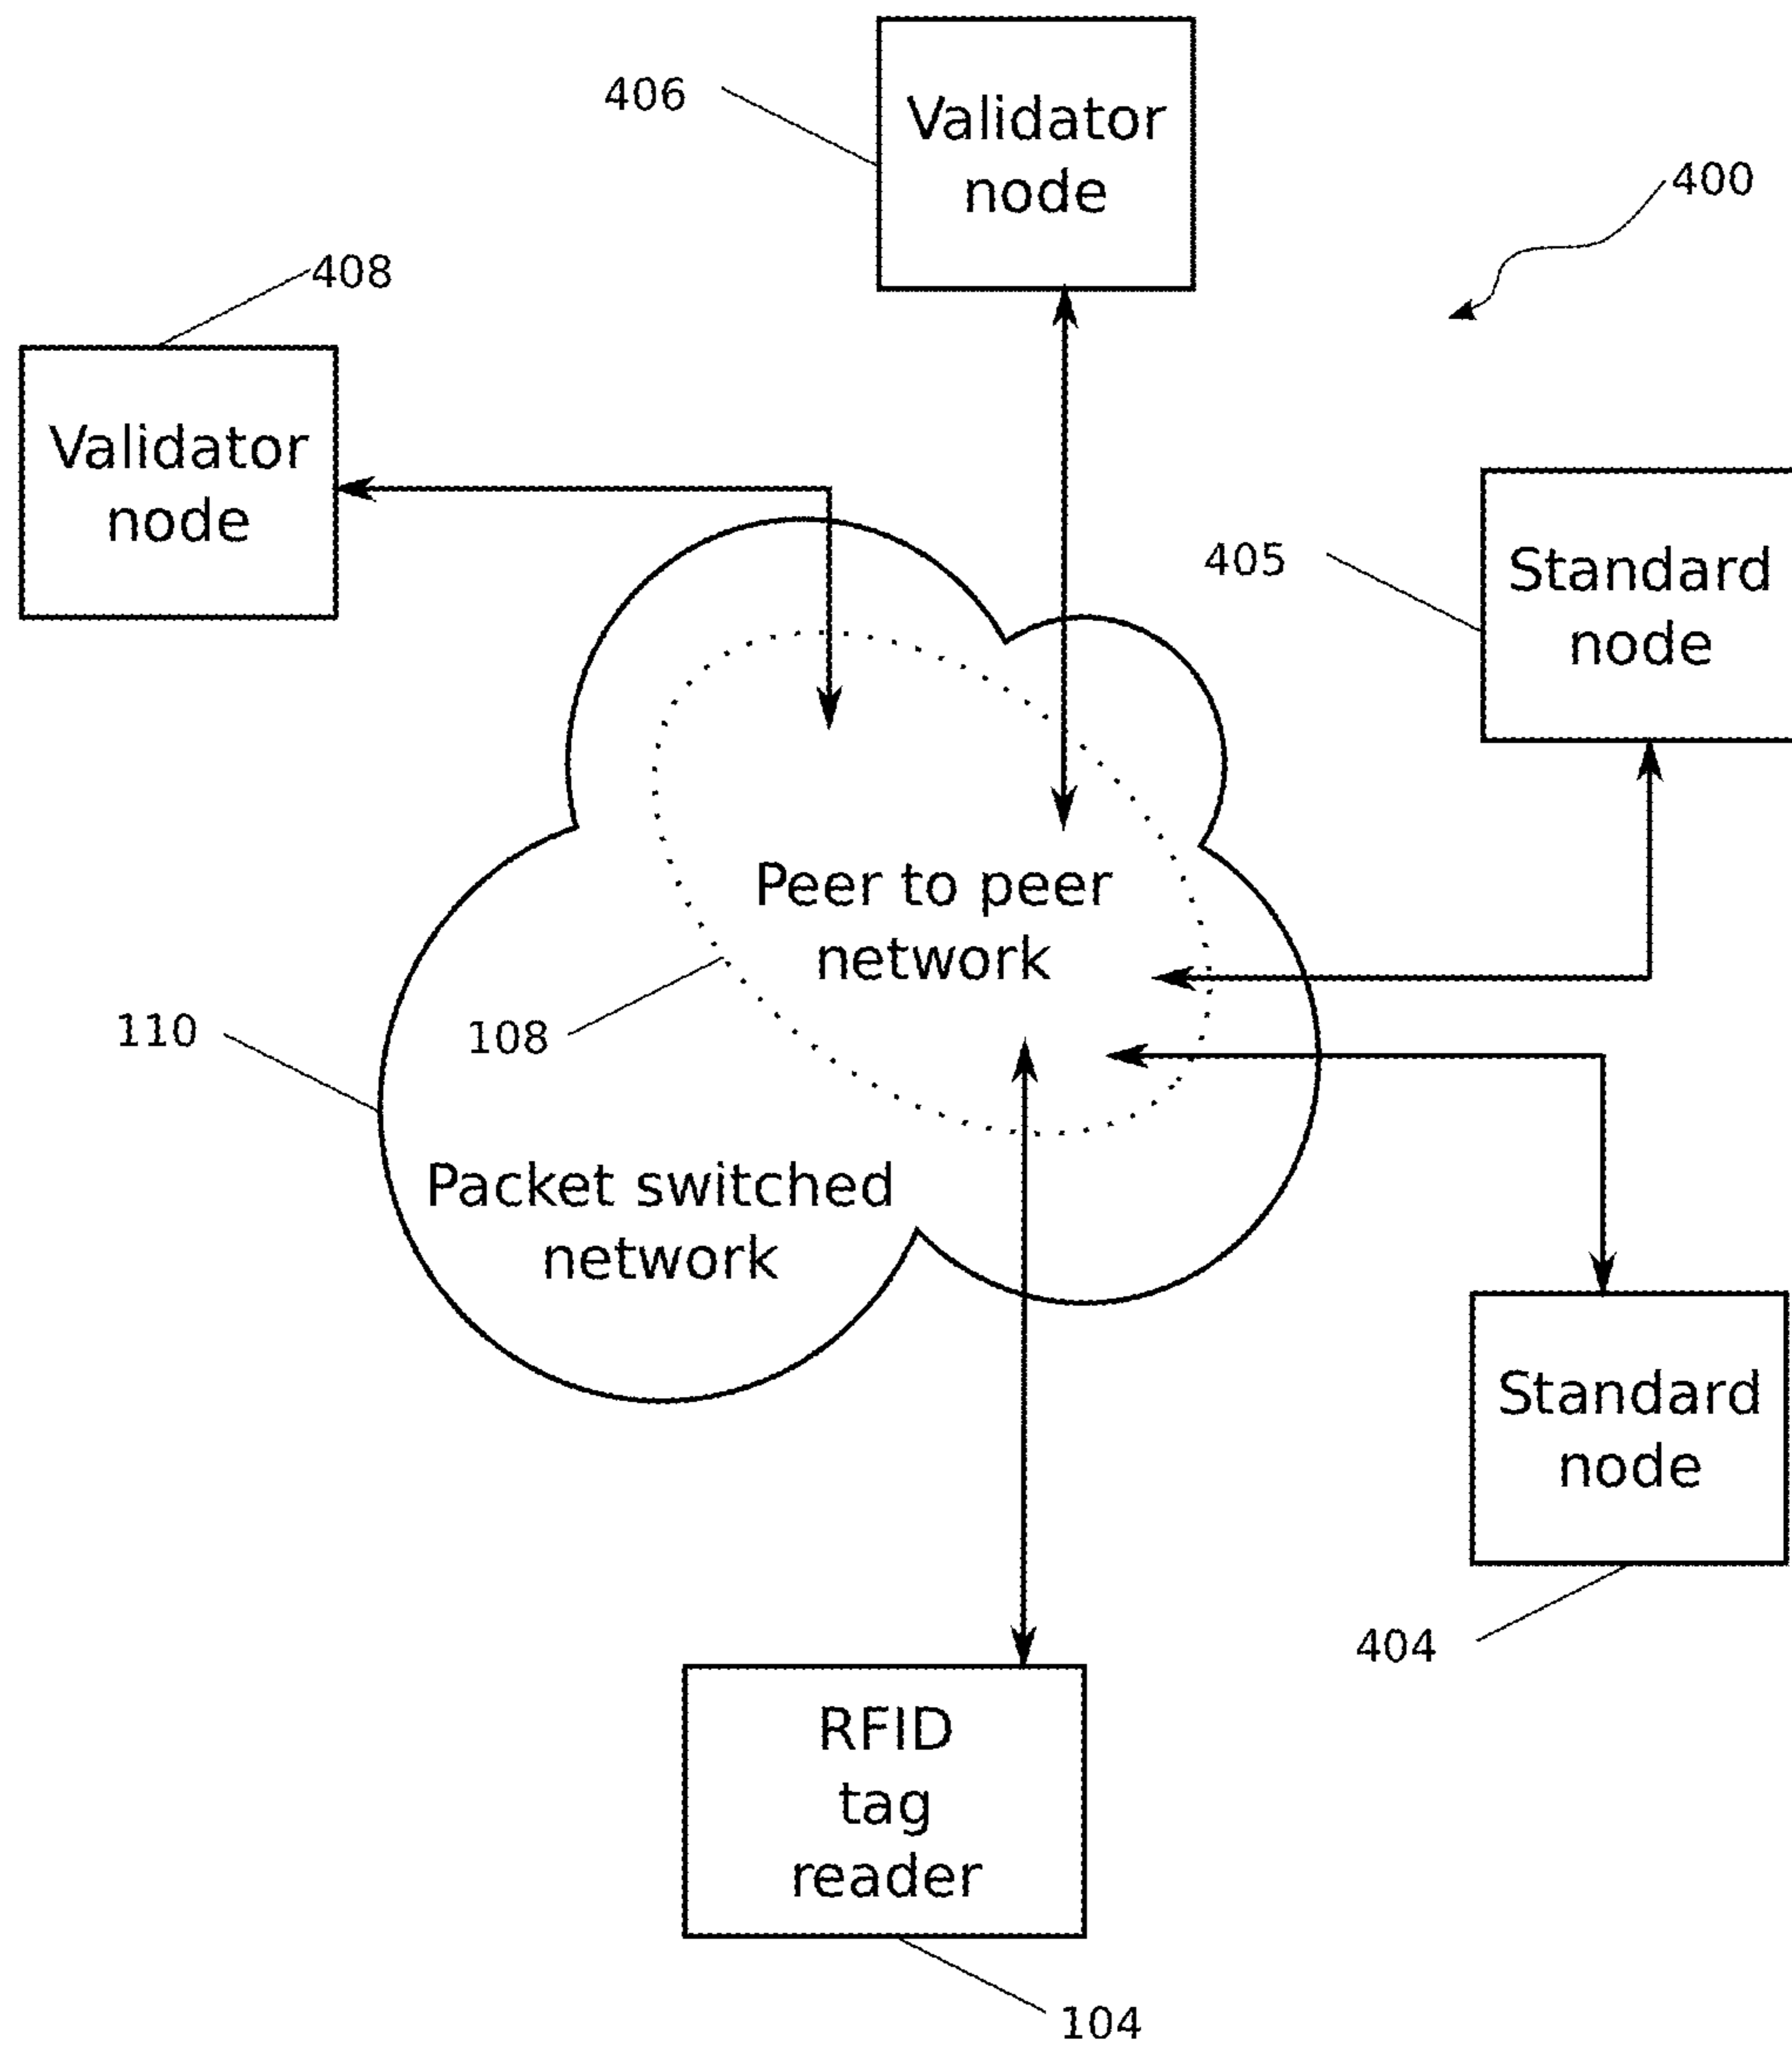 406
Validator
node
400
408
Validator
node
405
Standard
node
Peer to peer
network
110
108
Packet switched
network
Standard
node
404
RFID
tag
reader
104